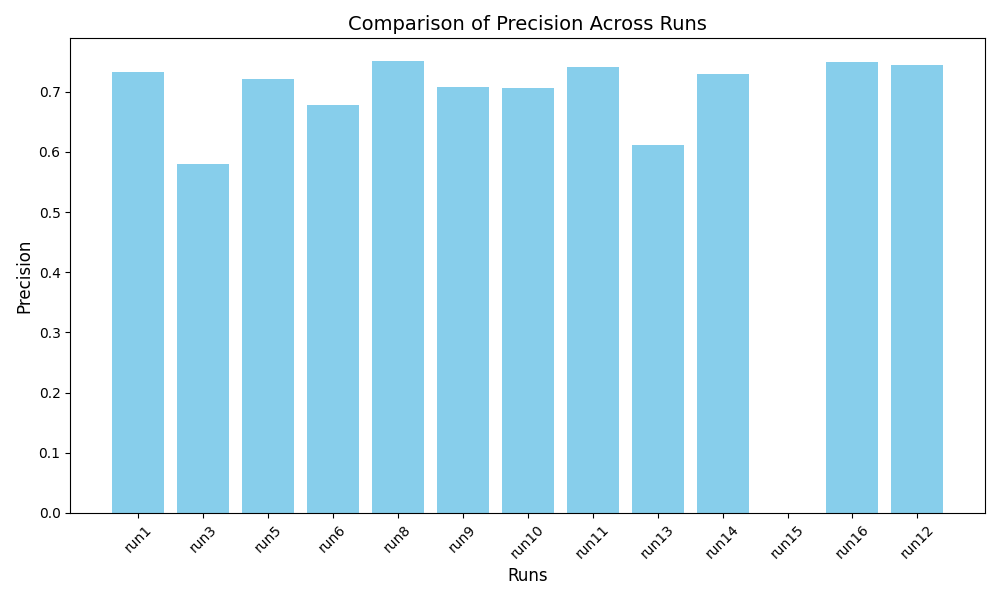 Comparison of Precision Across Runs
Precision
0.7
0.6
0.5
0.4
0.3
0.2
0.1
0.0
run1 run3 run5 run6 run8 run9 run10 run11 run13 run14 run15 run16 run12
Runs